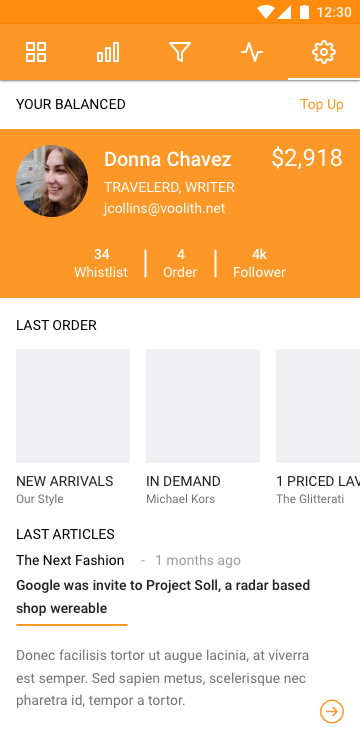 12:30
YOUR BALANCED Top Up
Donna Chavez $2,918
TRAVELERD, WRITER
jcollins@voolith.net
34 4 4k
Whistlist Order Follower
LAST ORDER
NEW ARRIVALS IN DEMAND 1 PRICED LAV
Our Style Michael Kors The Glitterati
LAST ARTICLES
The Next Fashion - 1 months ago
Google was invite to Project Soll, a radar based
shop wereable
Donec facilisis tortor ut augue lacinia, at viverra
est semper. Sed sapien metus, scelerisque nec
pharetra id, tempor a tortor.